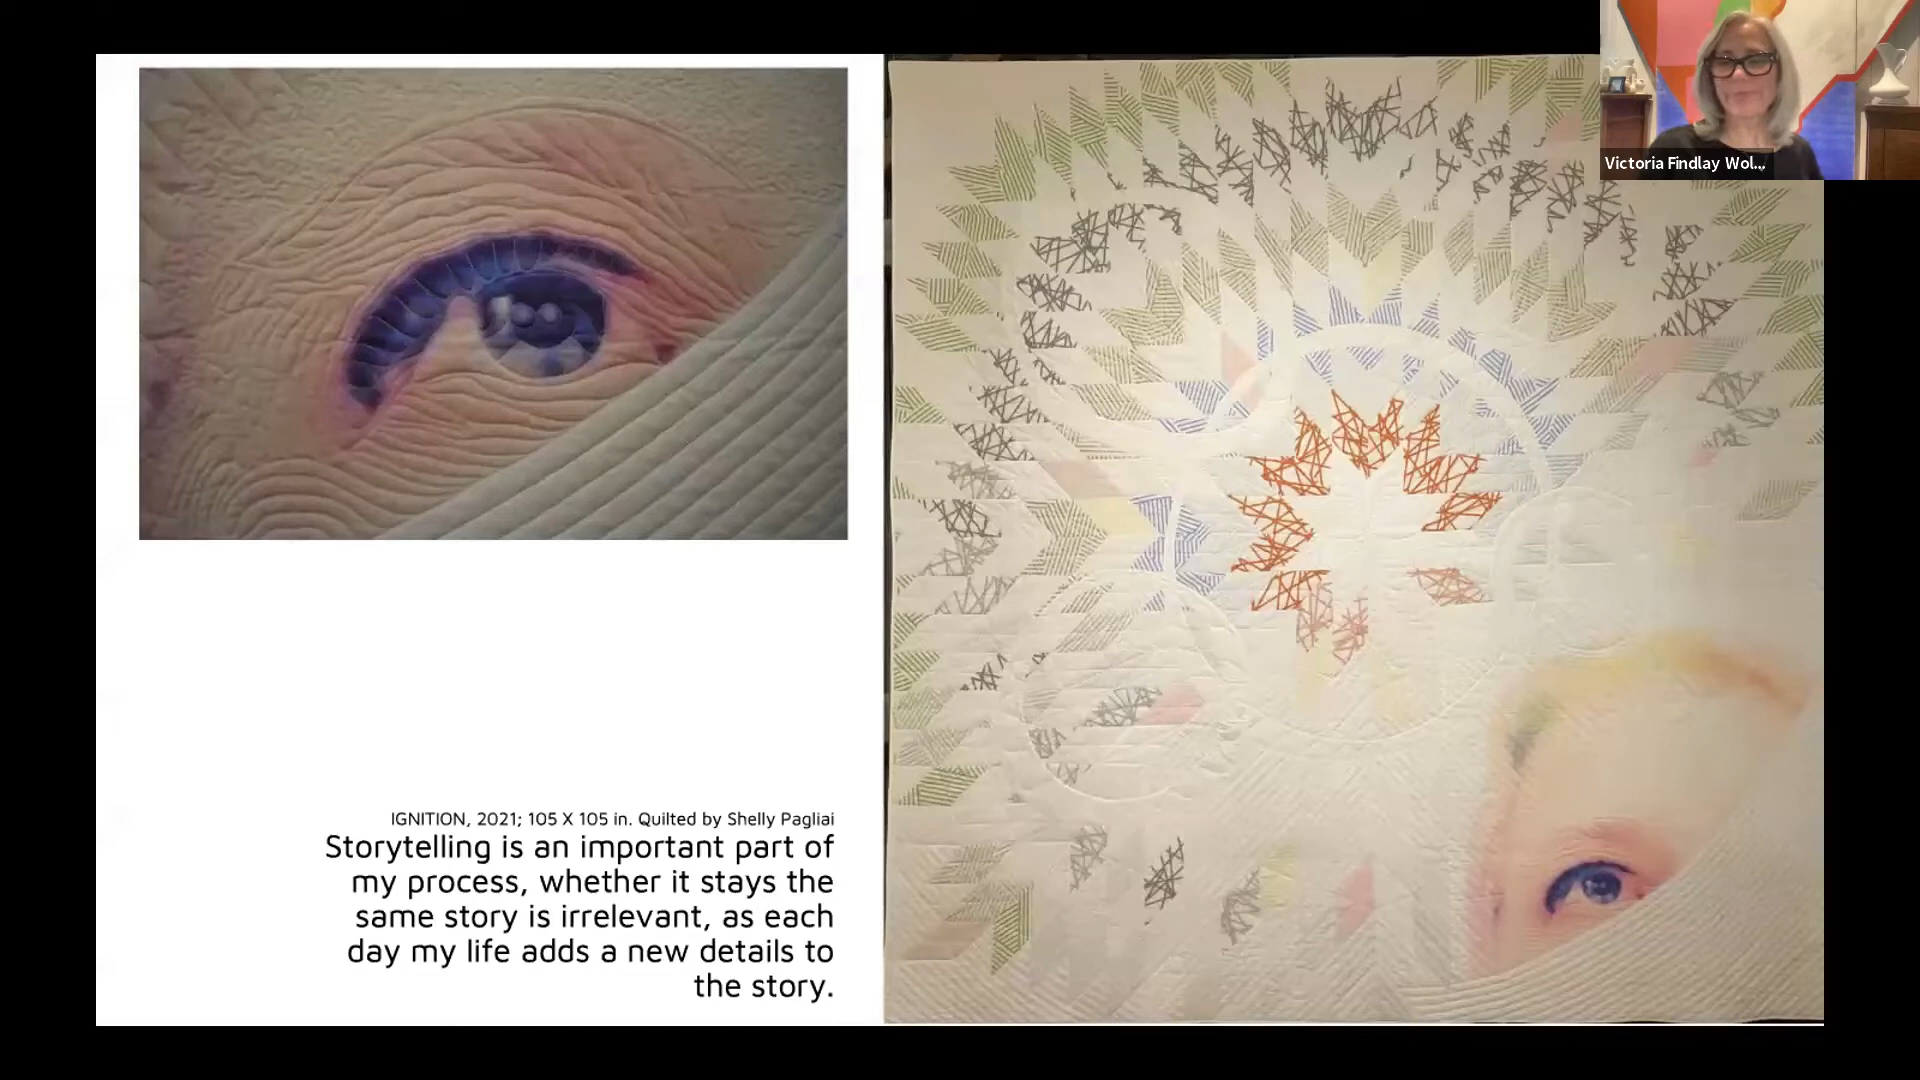 Victoria Findlay Wol...
IGNITION, 2021; 105 X 105 in. Quilted by Shelly Pagliai
Storytelling is an important part of
my process, whether it stays the
same story is irrelevant, as each
day my life adds a new details to
the story.